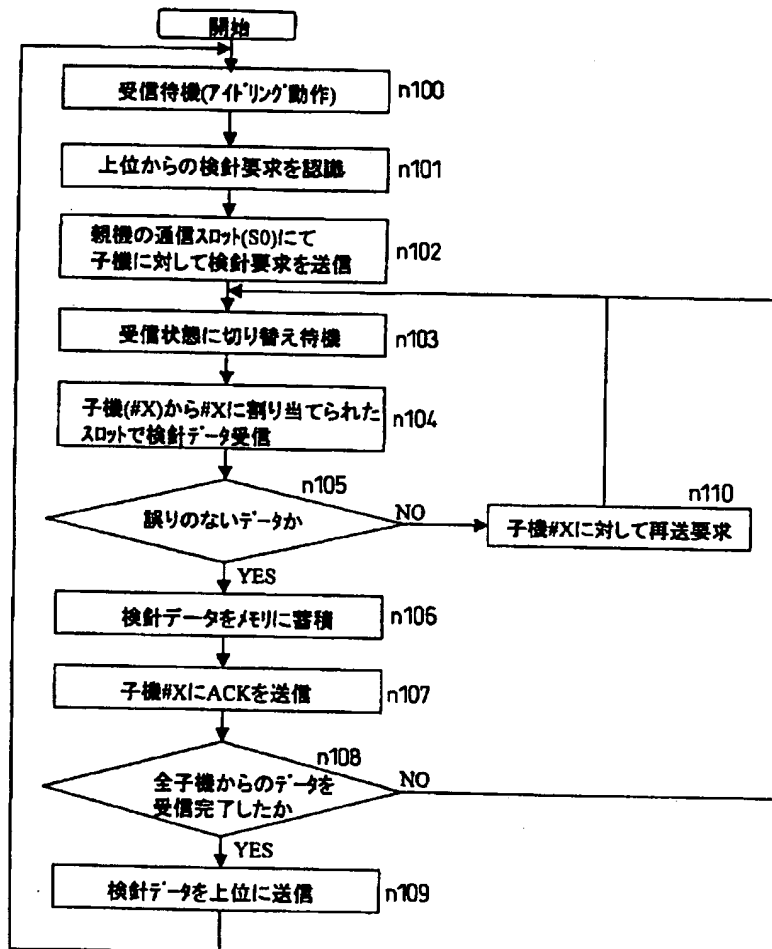 開始
受信待機(アイドリング動作)
n100
上位からの検針要求を認識
n101
親機の通信スロット(S0)にて
子機に対して検針要求を送信
n102
受信状態に切り替え待機
n103
子機(#X)から#Xに割り当てられた
スロットで検針データ受信
n104
n105
誤りのないデータか
NO
n110
子機#Xに対して再送要求
YES
検針データをメモリに蓄積
n106
子機#XにACKを送信
n107
n108
全子機からのデータを
受信完了したか
NO
YES
検針データを上位に送信
n109